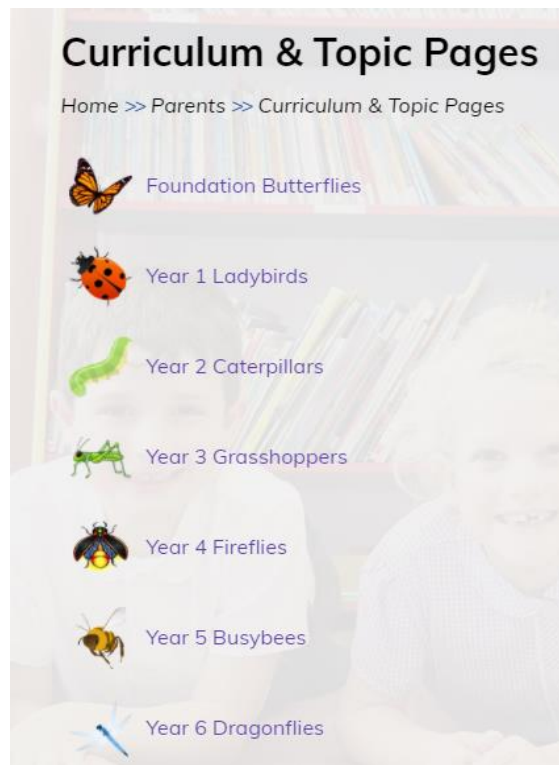 Curriculum & Topic Pages
Home >> Parents >> Curriculum & Topic Pages
Foundation Butterflies
Year 1 Ladybirds
Year 2 Caterpillars
Year 3 Grasshoppers
Year 4 Fireflies
Year 5 Busybees
Year 6 Dragonflies